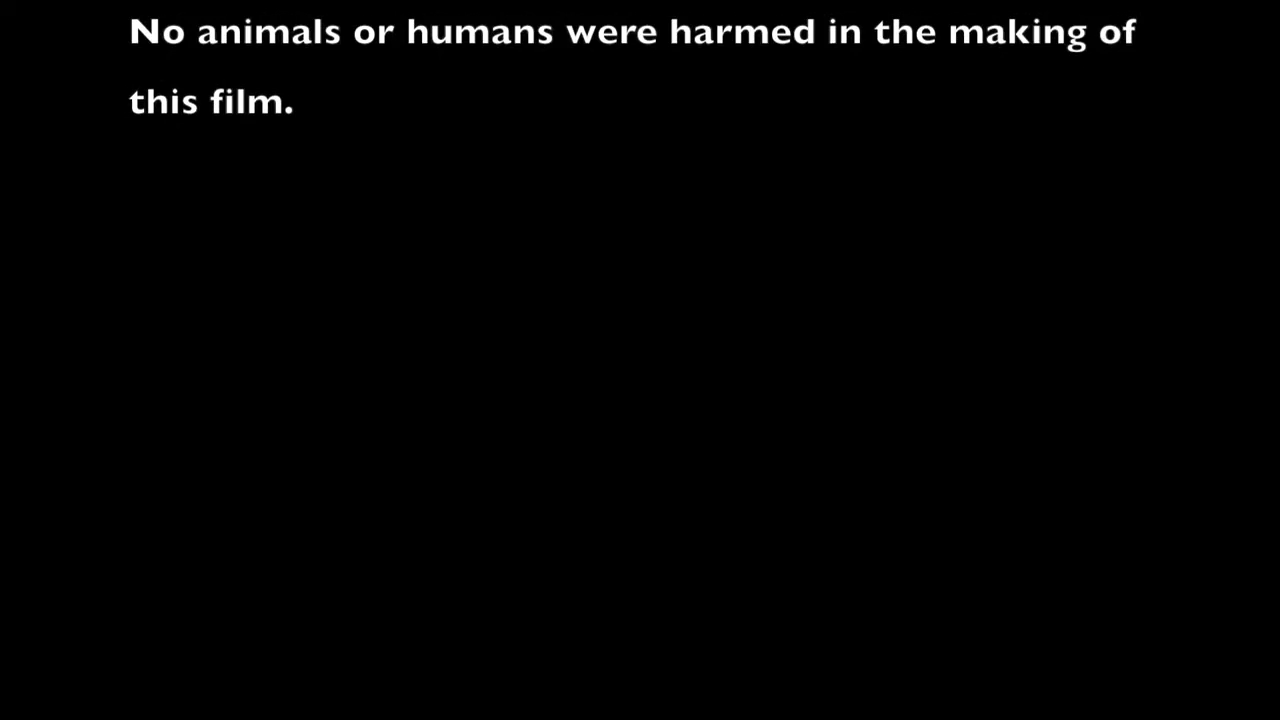 No animals or humans were harmed in the making of
this film.